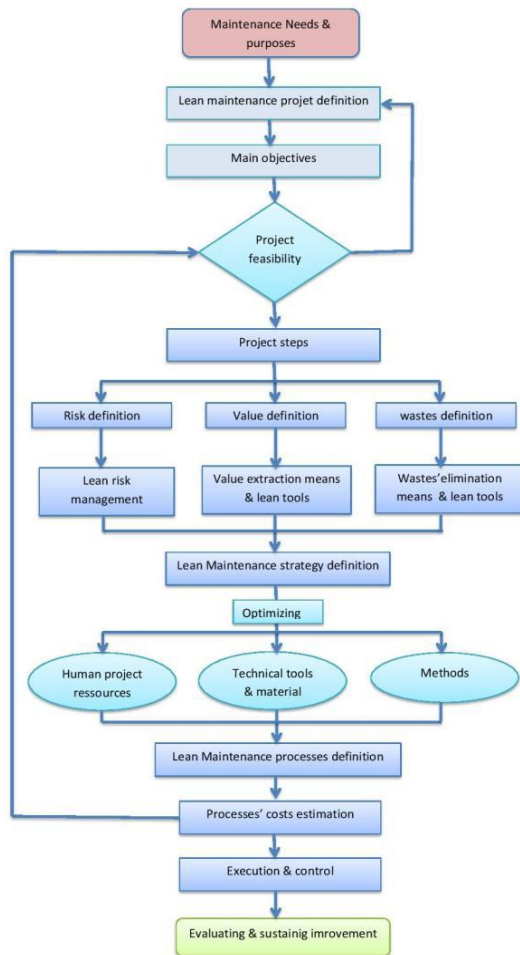 Maintenance Needs &
purposes
Lean maintenance projet definition
Main objectives
Project
feasibility
Project steps
Risk definition
Value definition
wastes definition
Lean risk
management
Value extraction means
& lean tools
Wastes'elimination
means & lean tools
Lean Maintenance strategy definition
Optimizing
Human project
ressources
Technical tools
& material
Methods
Lean Maintenance processes definition
Processes' costs estimation
Execution & control
Evaluating & sustainig imrovement